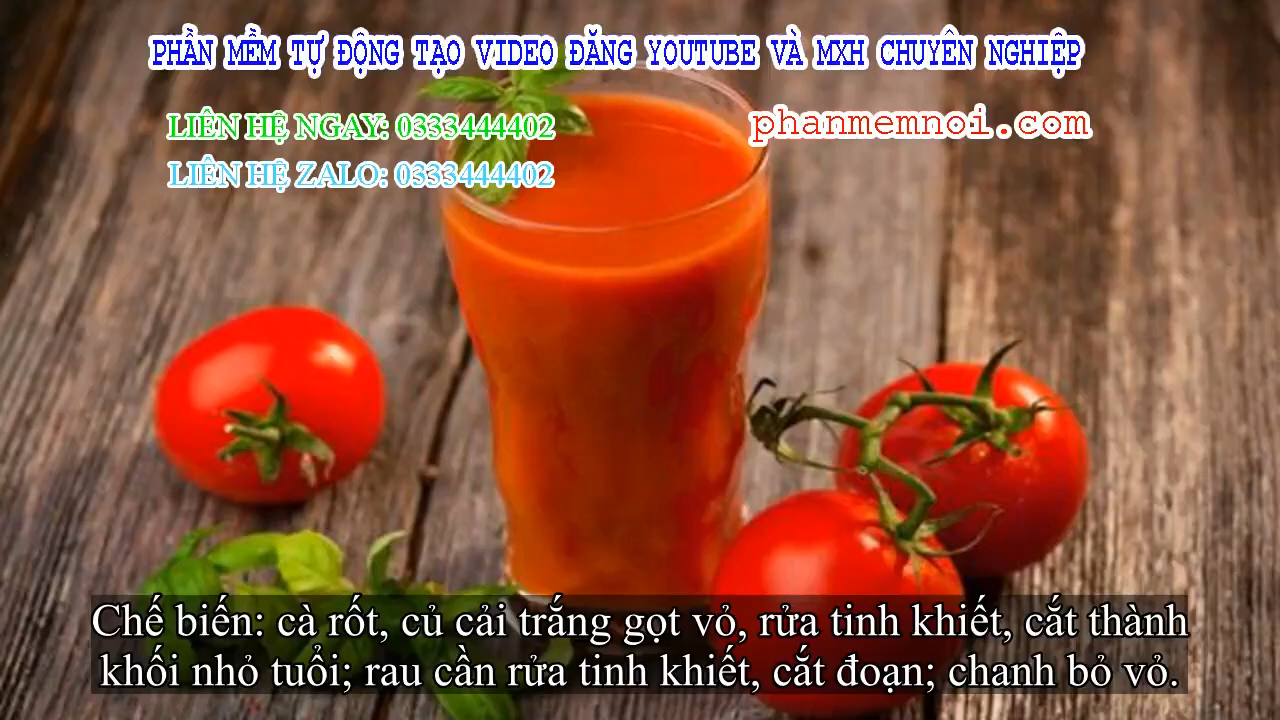 PHẦN MỀM TỰ ĐỘNG TẠO VIDEO ĐĂNG YOUTUBE VÀ MXH CHUYÊN NGHIỆP
LIÊN HỆ NGAY: 0333444402
phanmemnoi.com
LIÊN HỆ ZALO: 0333444402
Chế biến: cà rốt, củ cải trắng gọt vỏ, rửa tinh khiết, cắt thành
khối nhỏ tuổi; rau cần rửa tinh khiết, cắt đoạn; chanh bỏ vỏ.